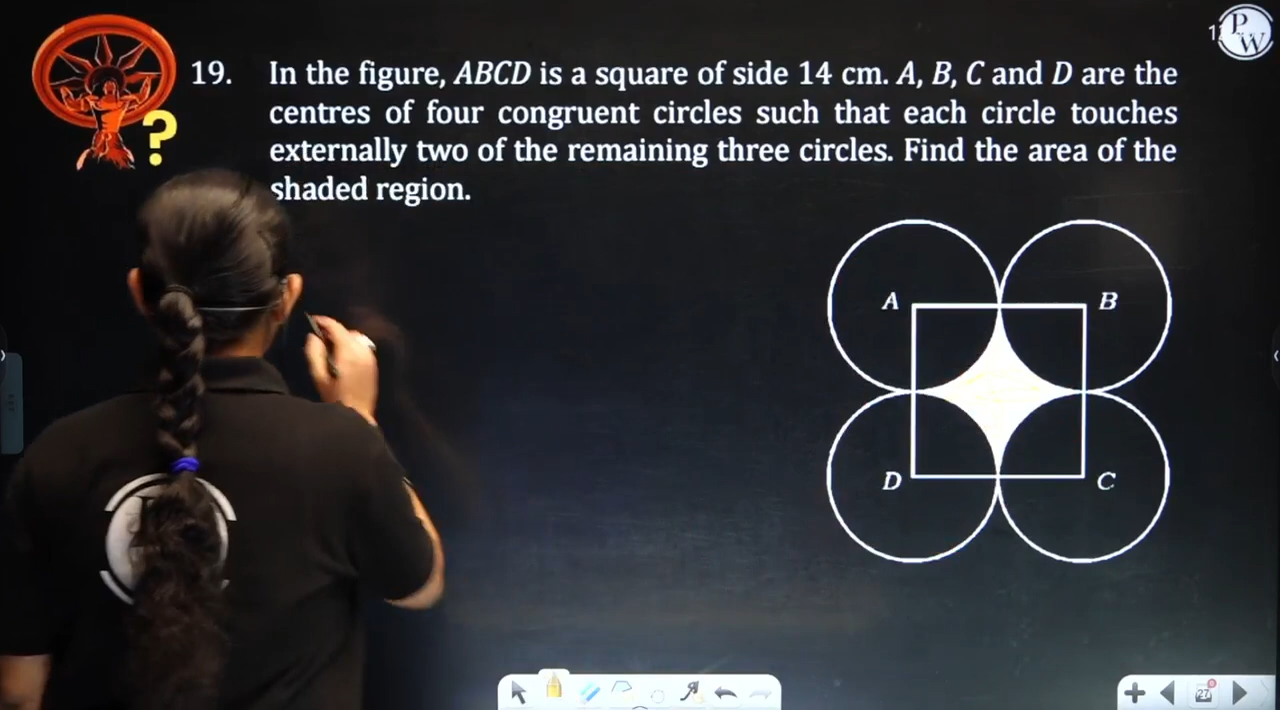 19. In the figure, ABCD is a square of side 14 cm. A, B, C and D are the
centres of four congruent circles such that each circle touches
externally two of the remaining three circles. Find the area of the
shaded region.
?
P
W
A
B
D
C
27